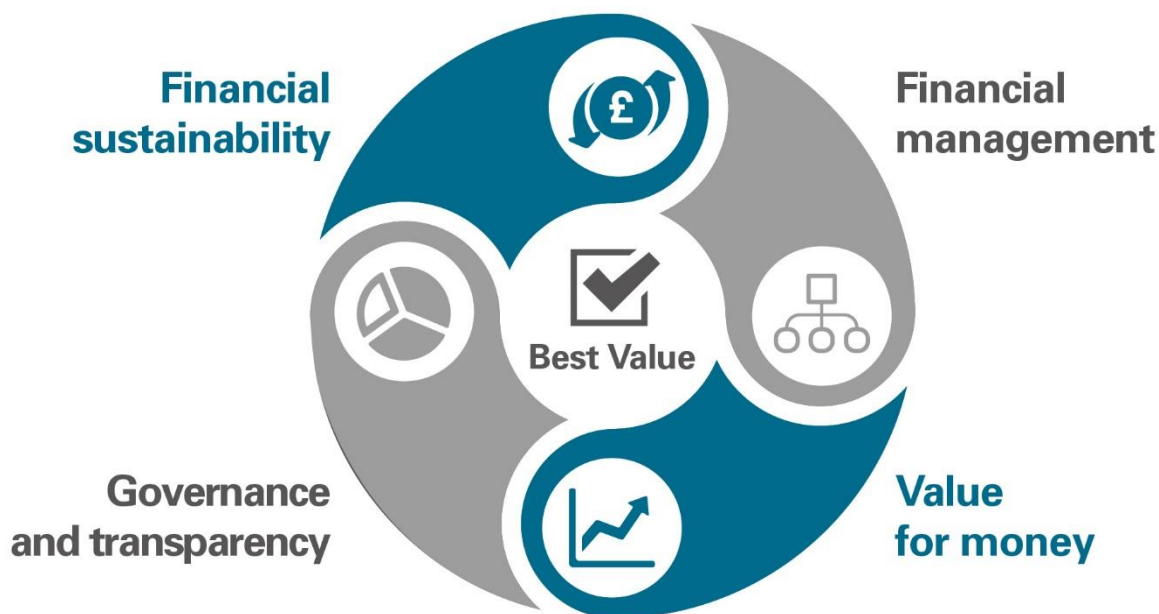 Financial
sustainability
Financial
management
£
Best Value
Governance
and transparency
Value
for money